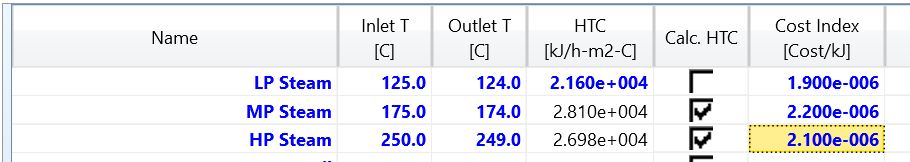 Name Inlet T [C] Outlet T [C] HTC [kJ/h-m2-C] Calc. HTC Cost Index [Cost/kJ]
LP Steam 125.0 124.0 2.160e+004 1.900e-006
MP Steam 175.0 174.0 2.810e+004 2.200e-006
HP Steam 250.0 249.0 2.698e+004 2.100e-006